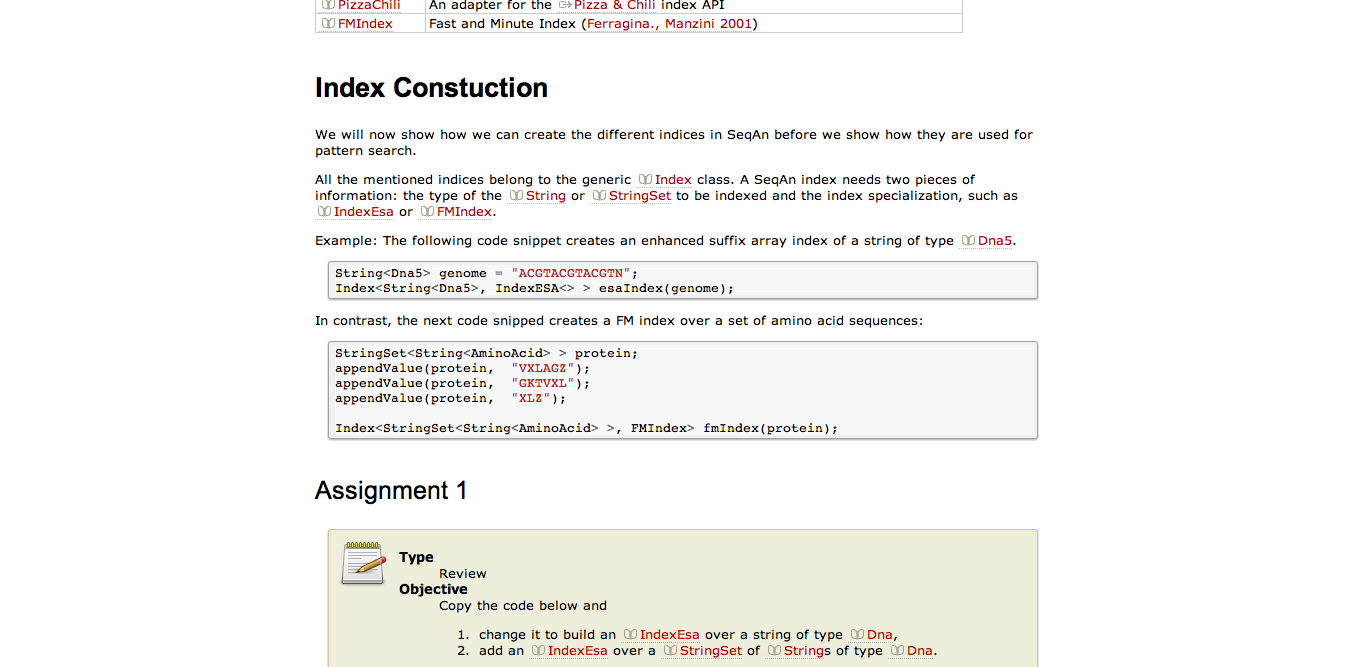 PizzaChili An adapter for the Pizza & Chili index API
FMIndex Fast and Minute Index (Ferragina., Manzini 2001)
Index Constuction
We will now show how we can create the different indices in SeqAn before we show how they are used for
pattern search.
All the mentioned indices belong to the generic Index class. A SeqAn index needs two pieces of
information: the type of the String or StringSet to be indexed and the index specialization, such as
IndexEsa or FMIndex.
Example: The following code snippet creates an enhanced suffix array index of a string of type Dna5.
String<Dna5> genome = "ACGTACGTACGTN";
Index<String<Dna5>, IndexESA<> > esaIndex(genome);
In contrast, the next code snipped creates a FM index over a set of amino acid sequences:
StringSet<String<AminoAcid> > protein;
appendValue(protein, "VXLAGZ");
appendValue(protein, "GKTVXL");
appendValue(protein, "XLZ");
Index<StringSet<String<AminoAcid> >, FMIndex> fmIndex(protein);
Assignment 1
Type
Review
Objective
Copy the code below and
1. change it to build an IndexEsa over a string of type Dna,
2. add an IndexEsa over a StringSet of Strings of type Dna.